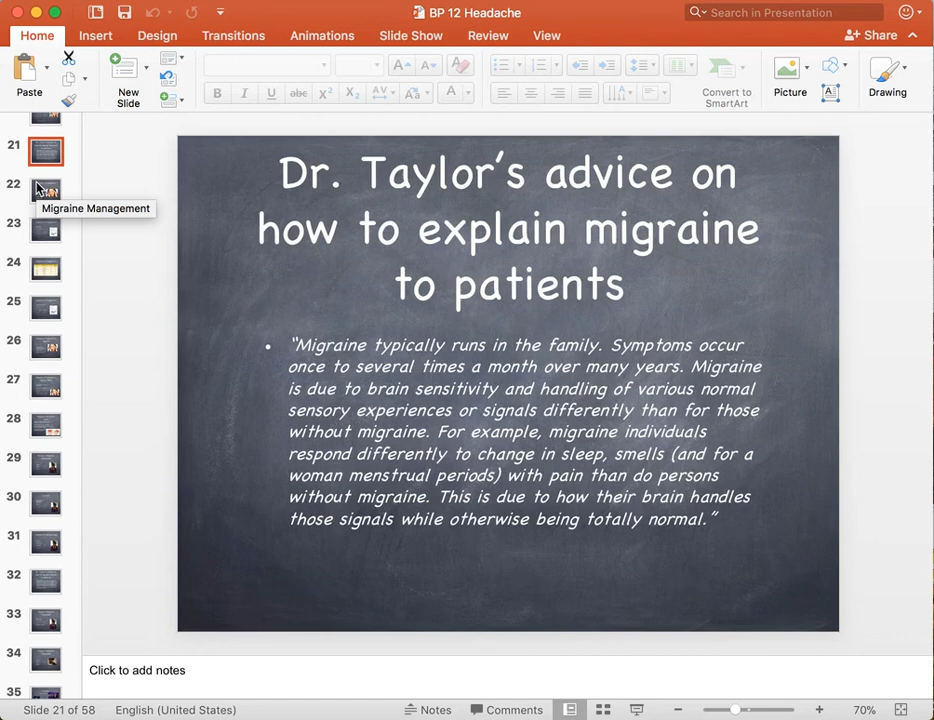 BP 12 Headache
Search in Presentation
Home Insert Design Transitions Animations Slide Show Review View Share
Paste New Slide B I U abe X² X₂ AV Aa A Convert to SmartArt Picture Drawing
21
22
Migraine Management
23
24
25
26
27
28
29
30
31
32
33
34
35
Dr. Taylor's advice on
how to explain migraine
to patients
• "Migraine typically runs in the family. Symptoms occur
once to several times a month over many years. Migraine
is due to brain sensitivity and handling of various normal
sensory experiences or signals differently than for those
without migraine. For example, migraine individuals
respond differently to change in sleep, smells (and for a
woman menstrual periods) with pain than do persons
without migraine. This is due to how their brain handles
those signals while otherwise being totally normal."
Click to add notes
Slide 21 of 58 English (United States) Notes Comments 70%